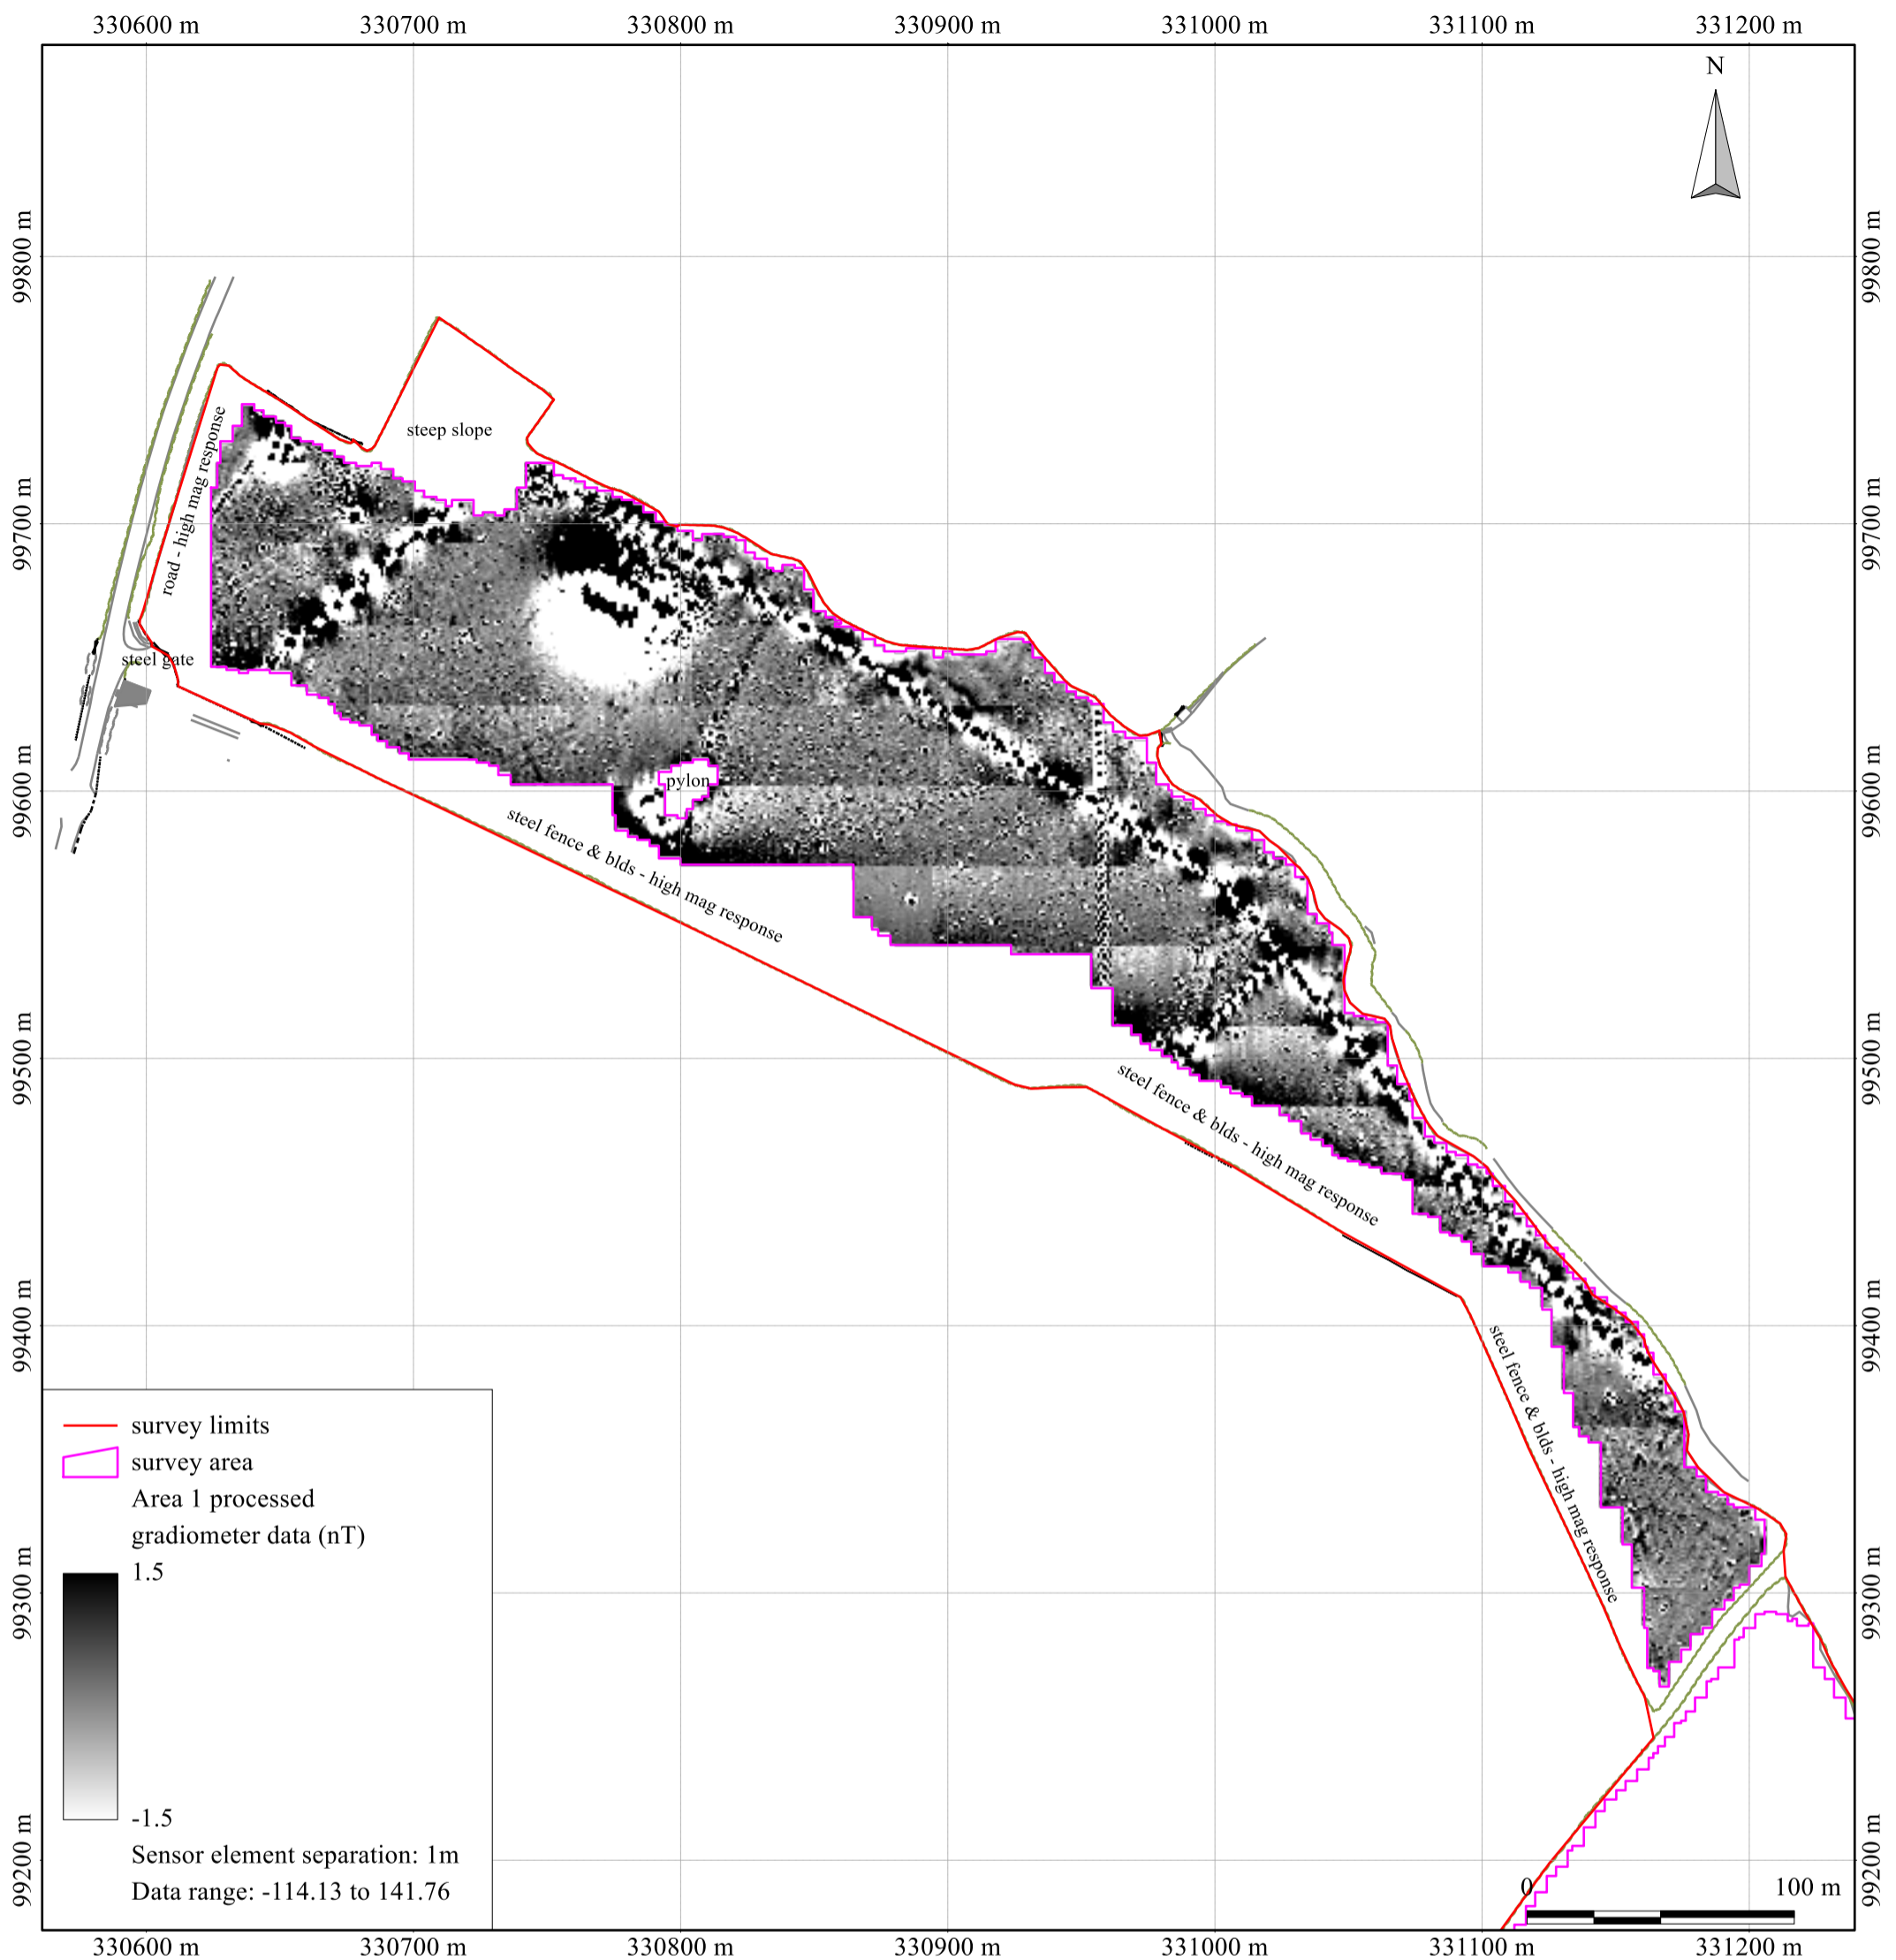 330600 m 330700 m 330800 m 330900 m 331000 m 331100 m 331200 m
N
99800 m
99800 m
steep slope
road - high mag response
99700 m
99700 m
steel gate
99600 m
pylon
99600 m
steel fence & blds - high mag response
99500 m
99500 m
steel fence & blds - high mag response
99400 m
99400 m
steel fence & blds - high mag response
survey limits
survey area
Area 1 processed
gradiometer data (nT)
1.5
-1.5
Sensor element separation: 1m
Data range: -114.13 to 141.76
99300 m
99300 m
99200 m
99200 m
0 100 m
330600 m 330700 m 330800 m 330900 m 331000 m 331100 m 331200 m